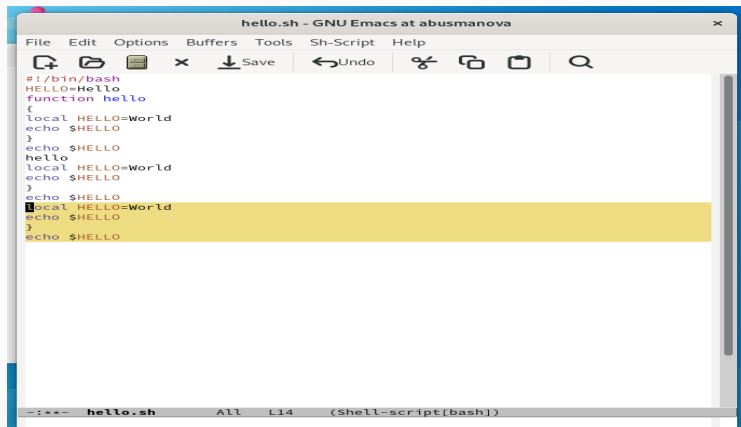 hello.sh - GNU Emacs at abusmanova
File Edit Options Buffers Tools Sh-Script Help
Save Undo
#!/bin/bash
HELLO=Hello
function hello
{
local HELLO=World
echo $HELLO
}
echo $HELLO
hello
local HELLO=World
echo $HELLO
}
echo $HELLO
local HELLO=World
echo $HELLO
}
echo $HELLO
-:**- hello.sh All L14 (Shell-script[bash])